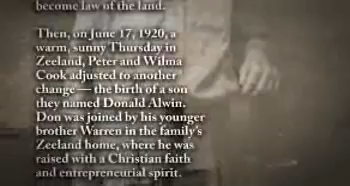 become law of the land.
Then, on June 17, 1920, a
warm, sunny Thursday in
Zeeland, Peter and Wilma
Cook adjusted to another
change — the birth of a son
they named Donald Alwin.
Don was joined by his younger
brother Warren in the family's
Zeeland home, where he was
raised with a Christian faith
and entrepreneurial spirit.